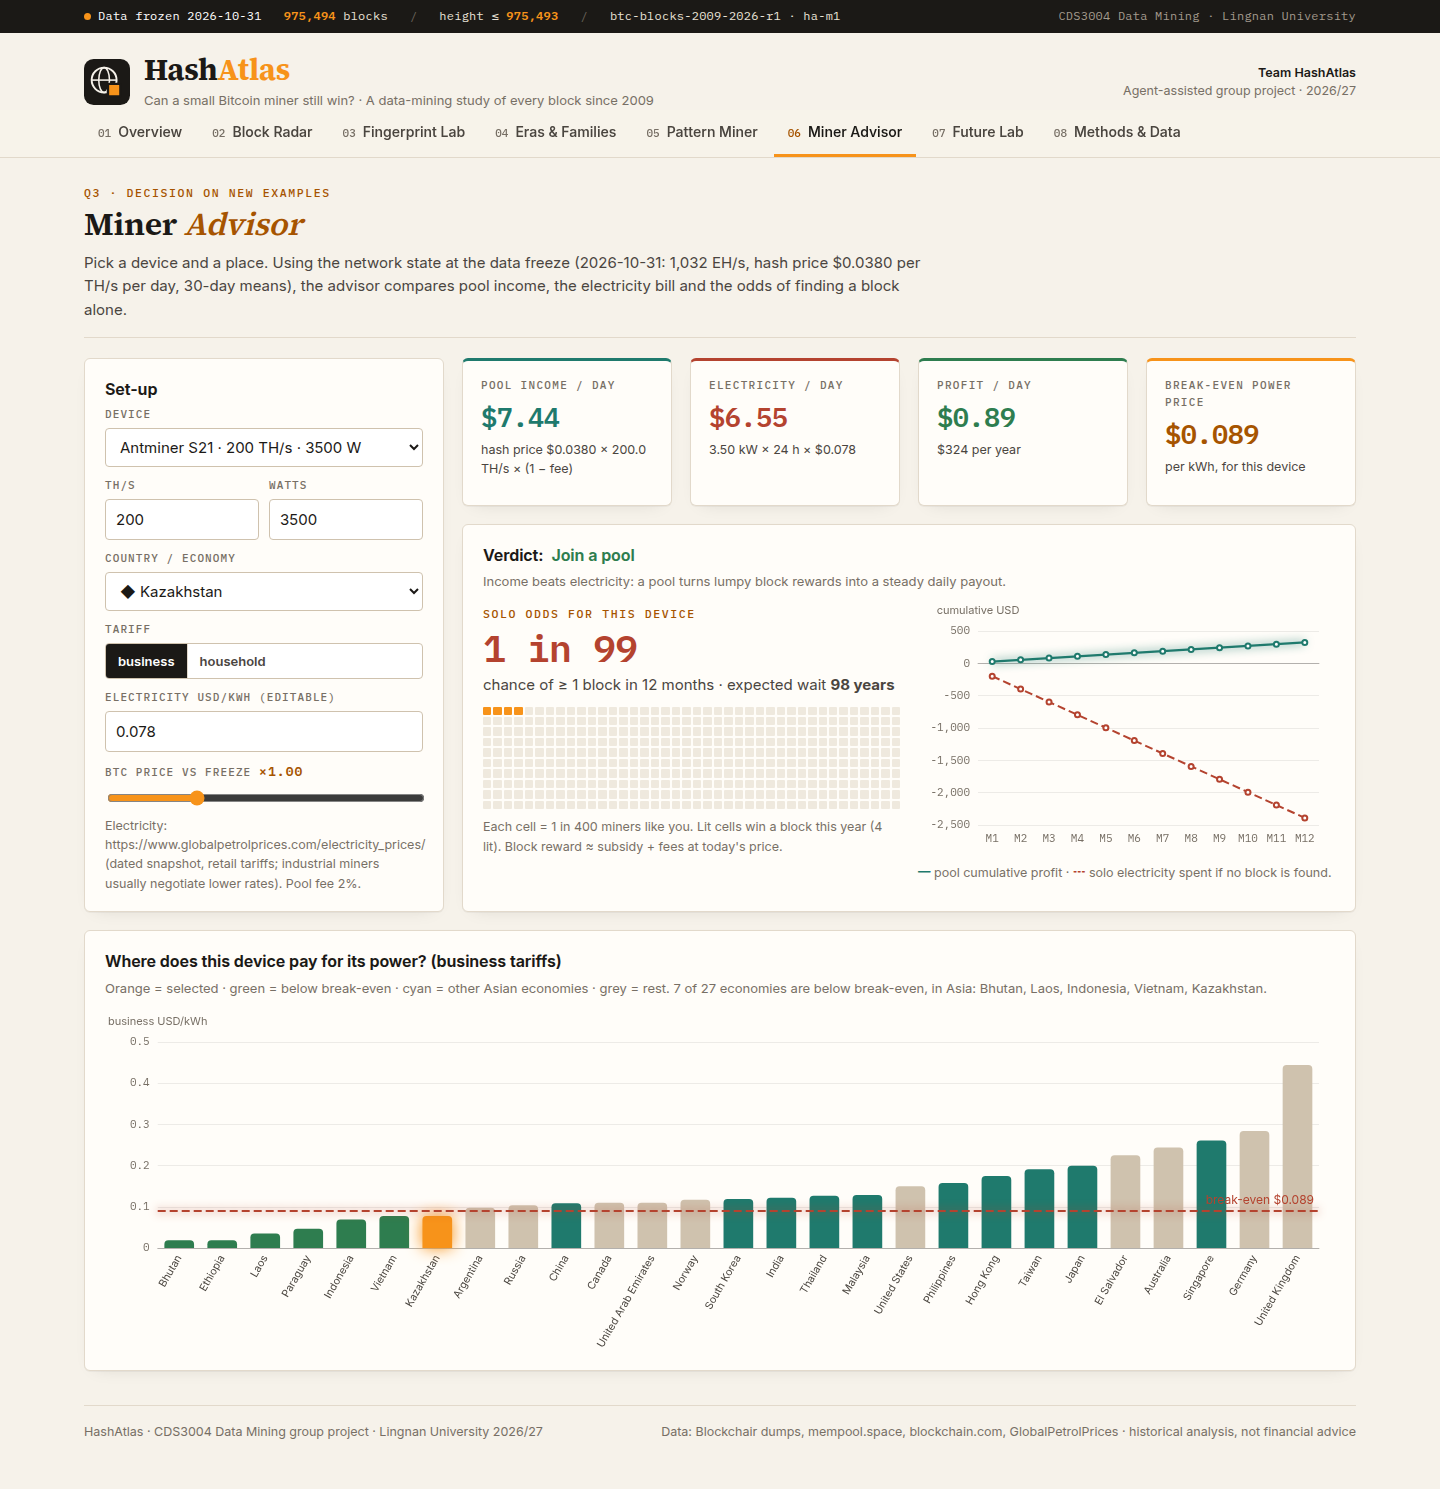 Data frozen 2026-10-31 975,494 blocks / height ≤ 975,493 / btc-blocks-2009-2026-r1 · ha-m1 CDS3004 Data Mining · Lingnan University
HashAtlas
Can a small Bitcoin miner still win? · A data-mining study of every block since 2009
Team HashAtlas
Agent-assisted group project · 2026/27
01 Overview 02 Block Radar 03 Fingerprint Lab 04 Eras & Families 05 Pattern Miner 06 Miner Advisor 07 Future Lab 08 Methods & Data
Q3 · DECISION ON NEW EXAMPLES
Miner Advisor
Pick a device and a place. Using the network state at the data freeze (2026-10-31: 1,032 EH/s, hash price $0.0380 per
TH/s per day, 30-day means), the advisor compares pool income, the electricity bill and the odds of finding a block
alone.
Set-up
DEVICE
Antminer S21 · 200 TH/s · 3500 W
TH/S WATTS
200 3500
COUNTRY / ECONOMY
◆ Kazakhstan
TARIFF
business household
ELECTRICITY USD/KWH (EDITABLE)
0.078
BTC PRICE VS FREEZE ×1.00
Electricity:
https://www.globalpetrolprices.com/electricity_prices/
(dated snapshot, retail tariffs; industrial miners
usually negotiate lower rates). Pool fee 2%.
POOL INCOME / DAY
$7.44
hash price $0.0380 × 200.0
TH/s × (1 − fee)
ELECTRICITY / DAY
$6.55
3.50 kW × 24 h × $0.078
PROFIT / DAY
$0.89
$324 per year
BREAK-EVEN POWER
PRICE
$0.089
per kWh, for this device
Verdict: Join a pool
Income beats electricity: a pool turns lumpy block rewards into a steady daily payout.
SOLO ODDS FOR THIS DEVICE
1 in 99
chance of ≥ 1 block in 12 months · expected wait 98 years
Each cell = 1 in 400 miners like you. Lit cells win a block this year (4
lit). Block reward ≈ subsidy + fees at today's price.
cumulative USD
500
0
-500
-1,000
-1,500
-2,000
-2,500
M1 M2 M3 M4 M5 M6 M7 M8 M9 M10 M11 M12
pool cumulative profit · --- solo electricity spent if no block is found.
Where does this device pay for its power? (business tariffs)
Orange = selected · green = below break-even · cyan = other Asian economies · grey = rest. 7 of 27 economies are below break-even, in Asia: Bhutan, Laos, Indonesia, Vietnam, Kazakhstan.
business USD/kWh
0.5
0.4
0.3
0.2
0.1
0
break-even $0.089
Bhutan Ethiopia Laos Paraguay Indonesia Vietnam Kazakhstan Argentina Russia China Canada United Arab Emirates Norway South Korea India Thailand Malaysia United States Philippines Hong Kong Taiwan Japan El Salvador Australia Singapore Germany United Kingdom
HashAtlas · CDS3004 Data Mining group project · Lingnan University 2026/27
Data: Blockchair dumps, mempool.space, blockchain.com, GlobalPetrolPrices · historical analysis, not financial advice